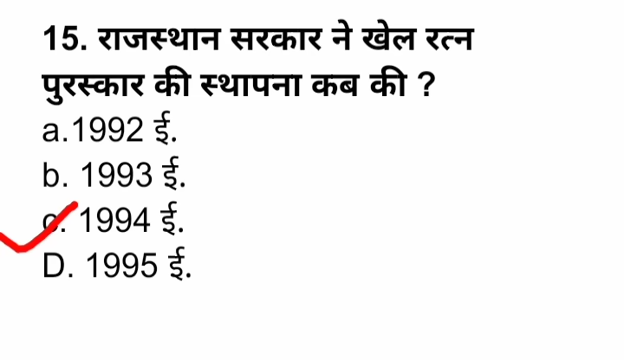 15. राजस्थान सरकार ने खेल रत्न
पुरस्कार की स्थापना कब की ?
a.1992 ई.
b. 1993 ई.
c. 1994 ई.
D. 1995 ई.